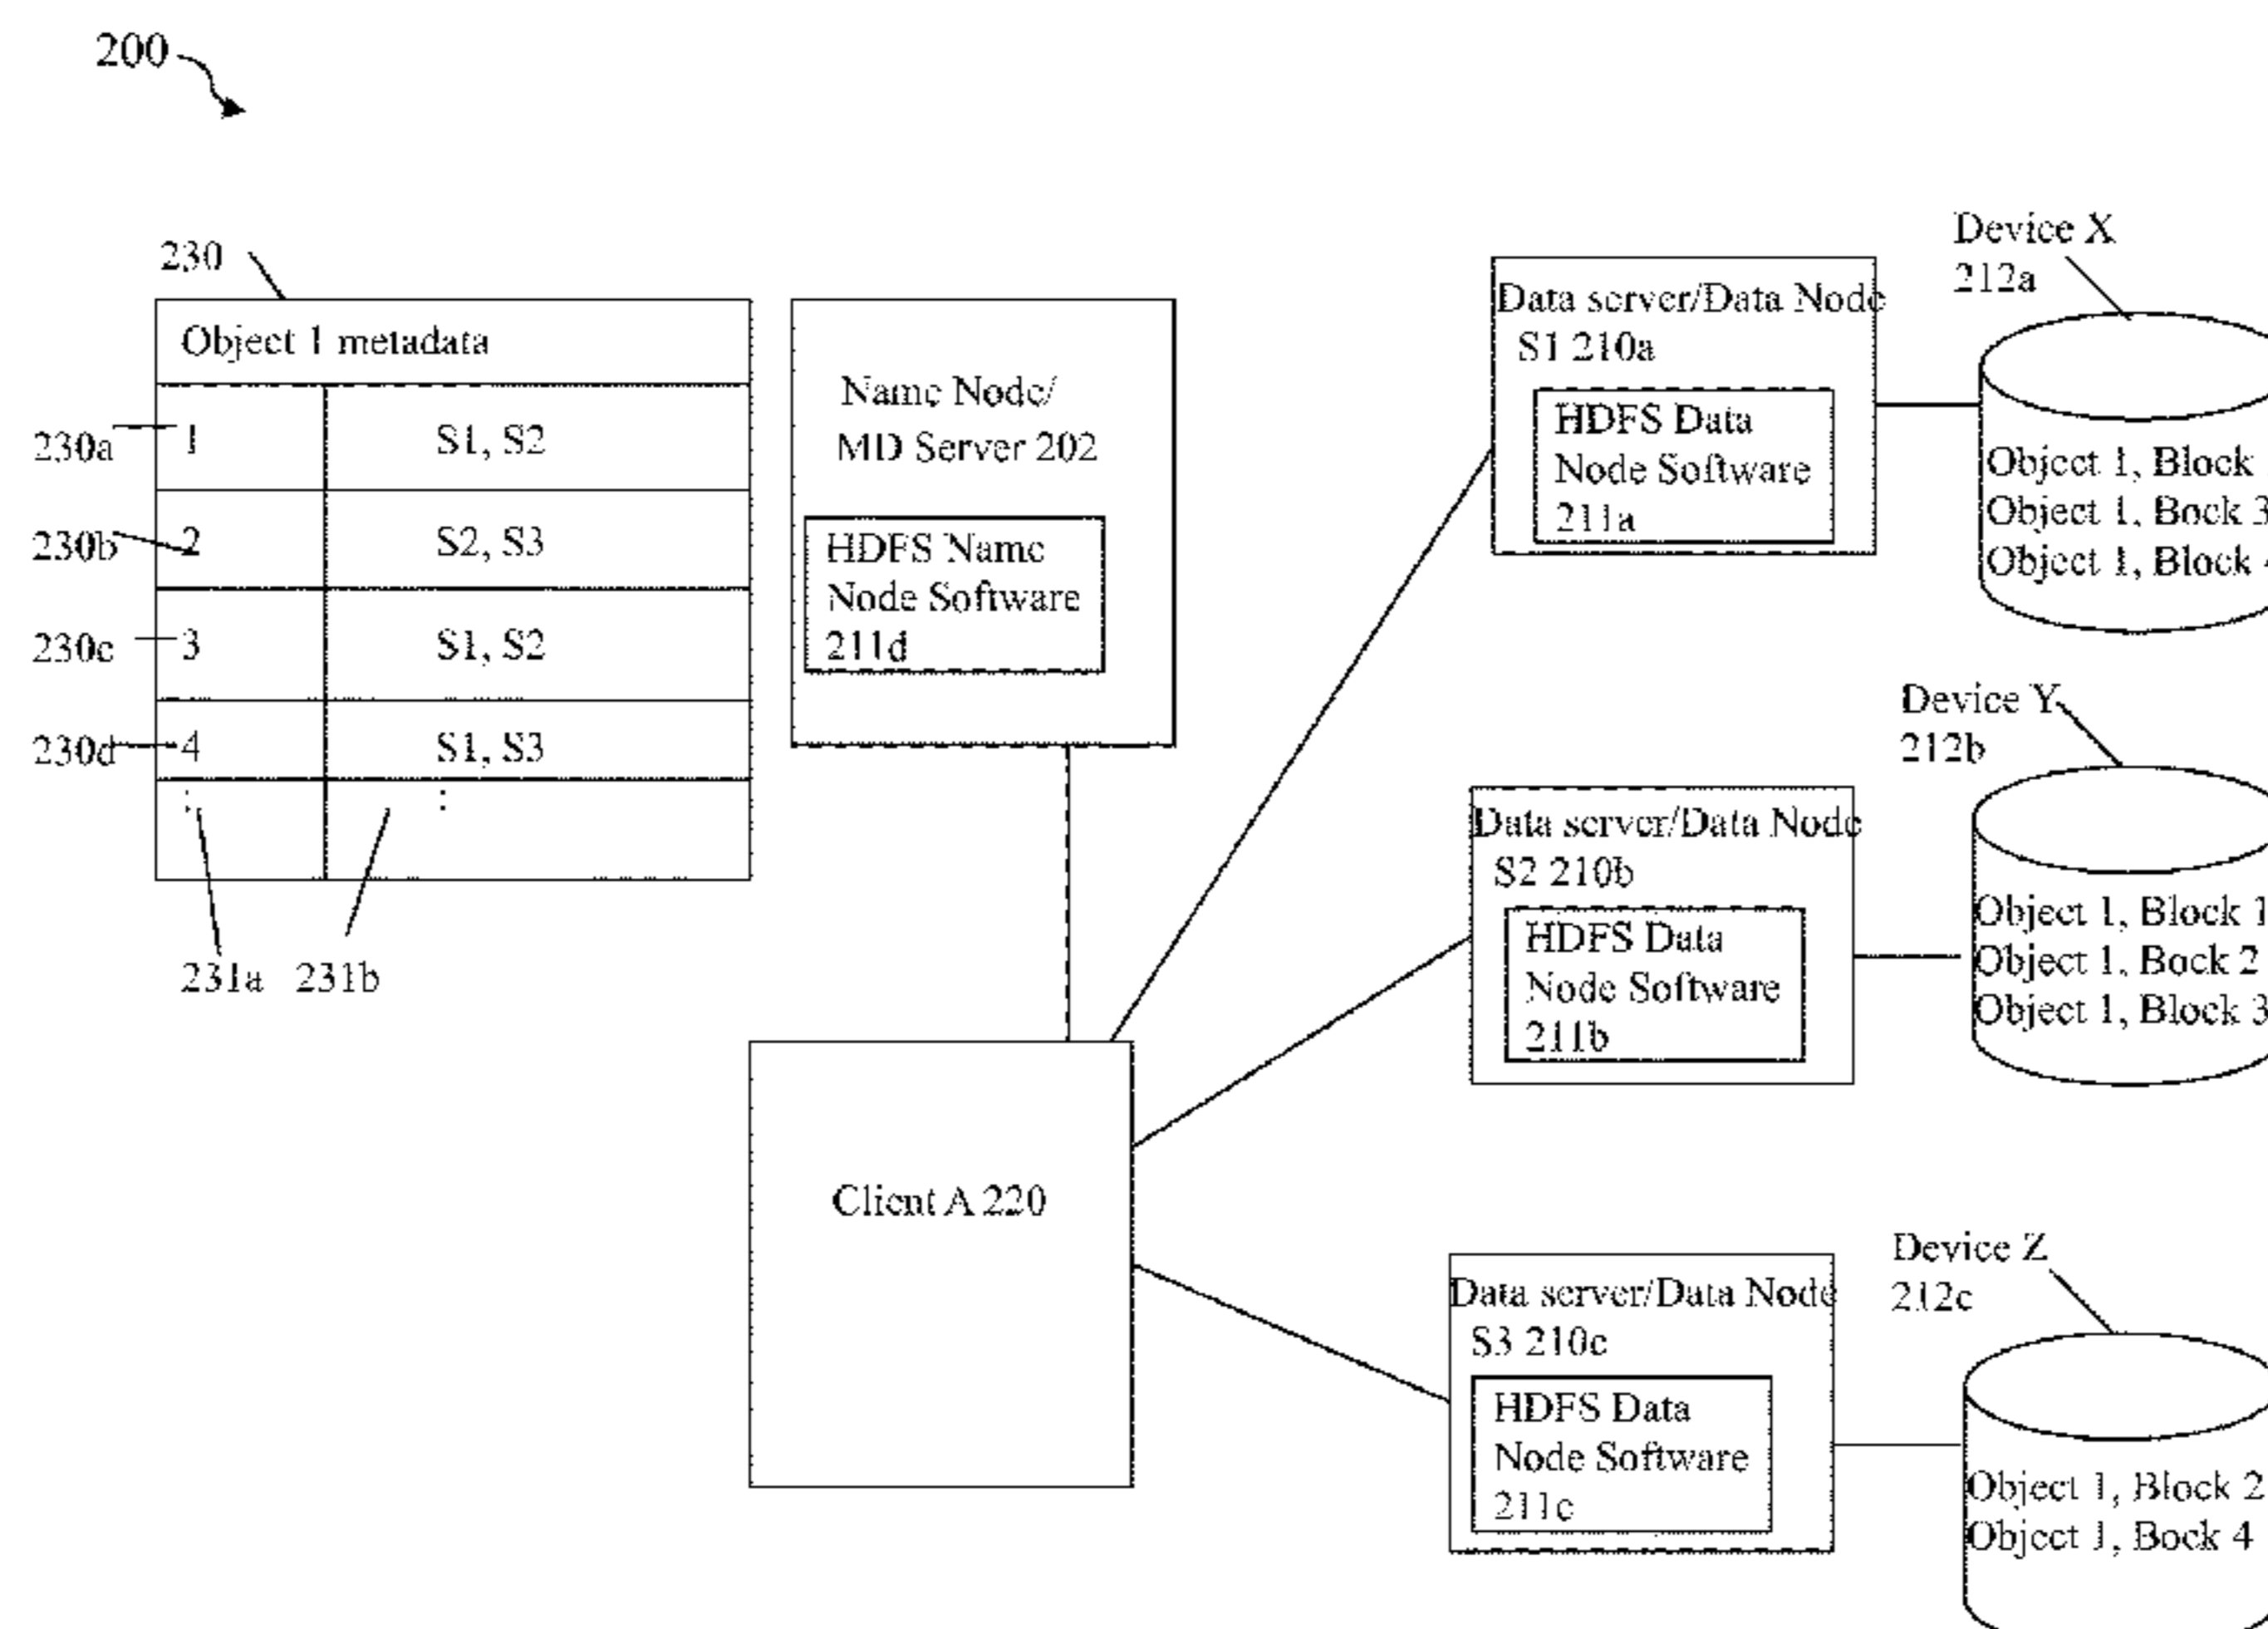 200
230
Object 1 metadata
230a 1 S1, S2
230b 2 S2, S3
230c 3 S1, S2
230d 4 S1, S3
: :
231a 231b
Name Node/
MD Server 202
HDFS Name
Node Software
211d
Client A 220
Data server/Data Node
S1 210a
HDFS Data
Node Software
211a
Device X
212a
Object 1, Block
Object 1, Bock 3
Object 1, Block
Data server/Data Node
S2 210b
HDFS Data
Node Software
211b
Device Y
212b
Object 1, Block 1
Object 1, Bock 2
Object 1, Block 3
Data server/Data Node
S3 210c
HDFS Data
Node Software
211c
Device Z
212c
Object 1, Block 2
Object 1, Bock 4